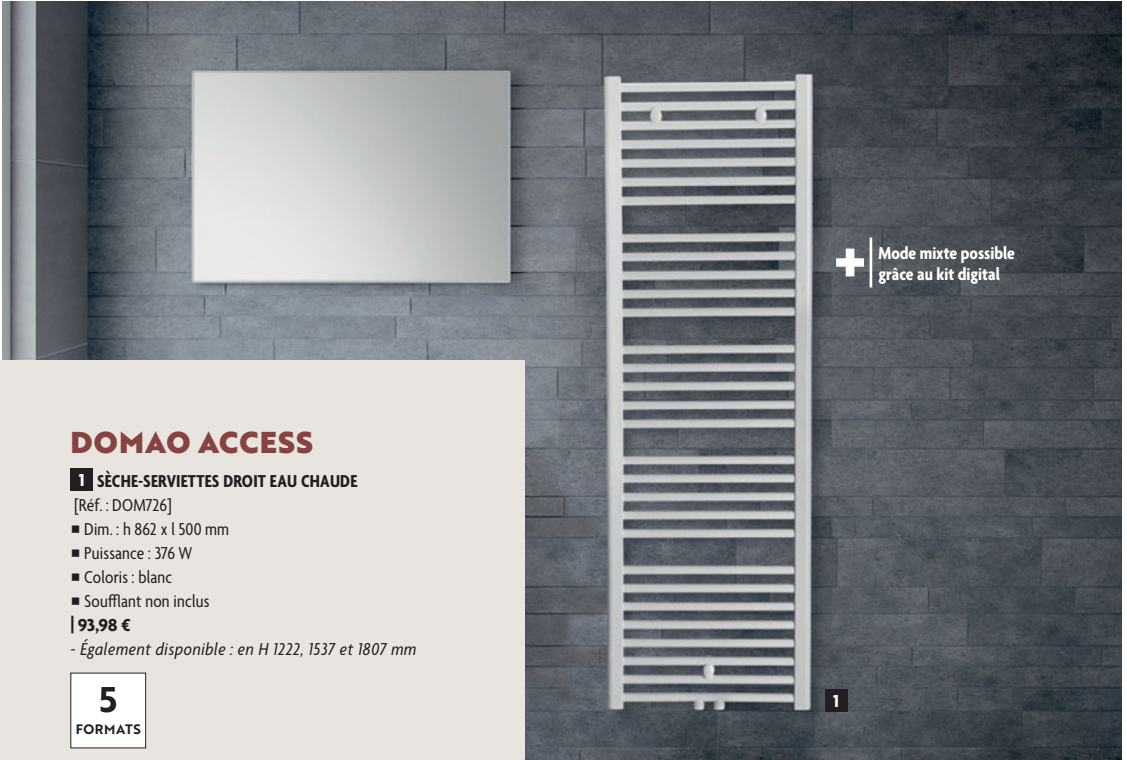 Mode mixte possible
grâce au kit digital
DOMAO ACCESS
1 SÈCHE-SERVIETTES DROIT EAU CHAUDE
[Réf. : DOM726]
■ Dim. : h 862 x l 500 mm
■ Puissance : 376 W
■ Coloris : blanc
■ Soufflant non inclus
| 93,98 €
- Également disponible : en H 1222, 1537 et 1807 mm
5
FORMATS
1